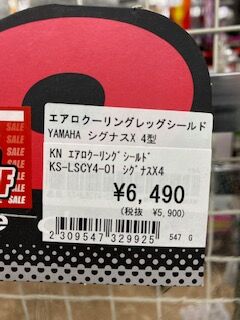 SALE
SALE
SALE
SALE
エアロクーリングレッグシールド
YAMAHA シグナスX 4型
KN エアロクーリングシールド
KS-LSCY4-01 シグナスX4
¥6,490
(税抜 ¥5,900)
2309547329925
547 G